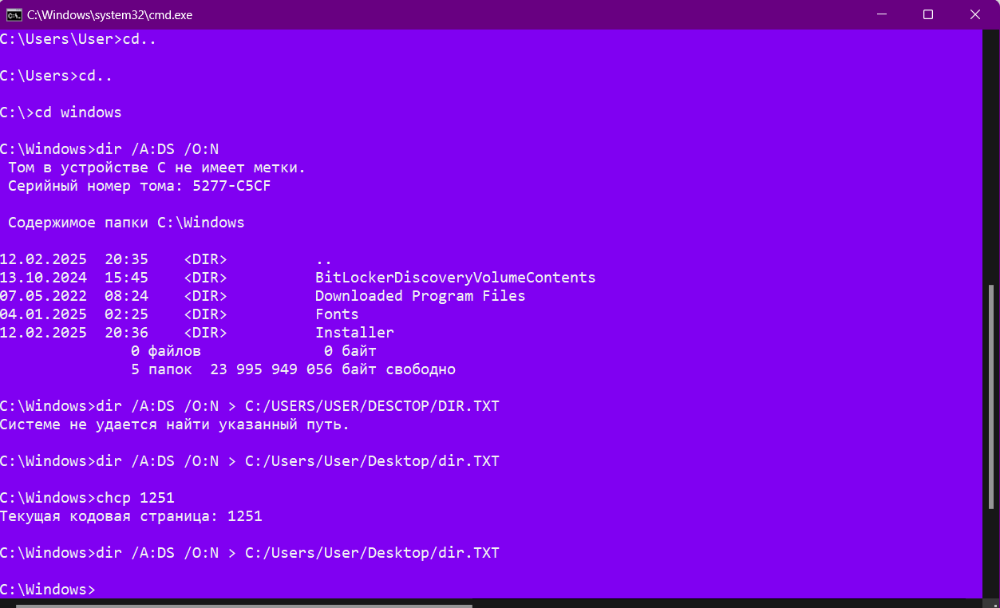 C:\Windows\system32\cmd.exe
C:\Users\User>cd..
C:\Users>cd..
C:\>cd windows
C:\Windows>dir /A:DS /O:N
Том в устройстве C не имеет метки.
Серийный номер тома: 5277-C5CF
Содержимое папки C:\Windows
12.02.2025  20:35    <DIR>          ..
13.10.2024  15:45    <DIR>          BitLockerDiscoveryVolumeContents
07.05.2022  08:24    <DIR>          Downloaded Program Files
04.01.2025  02:25    <DIR>          Fonts
12.02.2025  20:36    <DIR>          Installer
0 файлов              0 байт
5 папок  23 995 949 056 байт свободно
C:\Windows>dir /A:DS /O:N > C:/USERS/USER/DESCTOP/DIR.TXT
Системе не удается найти указанный путь.
C:\Windows>dir /A:DS /O:N > C:/Users/User/Desktop/dir.TXT
C:\Windows>chcp 1251
Текущая кодовая страница: 1251
C:\Windows>dir /A:DS /O:N > C:/Users/User/Desktop/dir.TXT
C:\Windows>